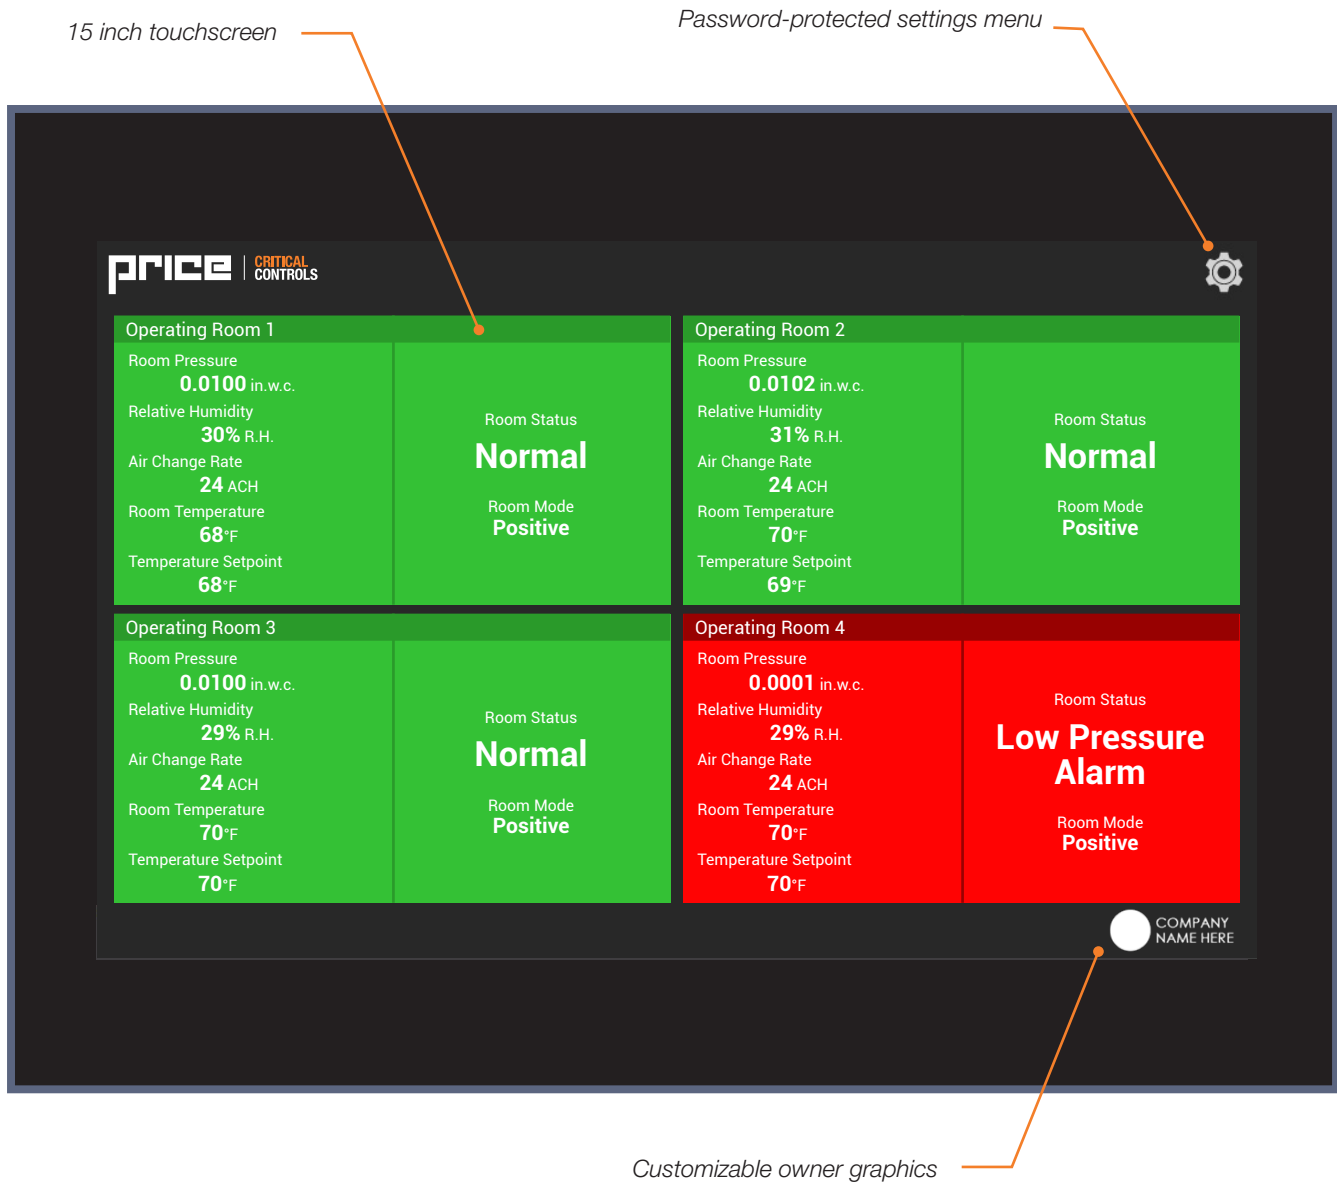 15 inch touchscreen
Password-protected settings menu
price | CRITICAL
CONTROLS
Operating Room 1
Room Pressure
0.0100 in.w.c.
Relative Humidity
30% R.H.
Air Change Rate
24 ACH
Room Temperature
68°F
Temperature Setpoint
68°F
Room Status
Normal
Room Mode
Positive
Operating Room 2
Room Pressure
0.0102 in.w.c.
Relative Humidity
31% R.H.
Air Change Rate
24 ACH
Room Temperature
70°F
Temperature Setpoint
69°F
Room Status
Normal
Room Mode
Positive
Operating Room 3
Room Pressure
0.0100 in.w.c.
Relative Humidity
29% R.H.
Air Change Rate
24 ACH
Room Temperature
70°F
Temperature Setpoint
70°F
Room Status
Normal
Room Mode
Positive
Operating Room 4
Room Pressure
0.0001 in.w.c.
Relative Humidity
29% R.H.
Air Change Rate
24 ACH
Room Temperature
70°F
Temperature Setpoint
70°F
Room Status
Low Pressure
Alarm
Room Mode
Positive
COMPANY
NAME HERE
Customizable owner graphics